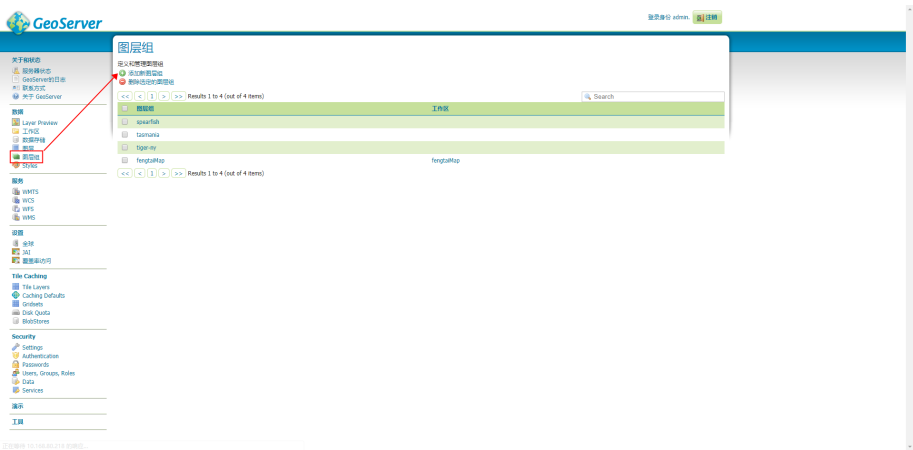 GeoServer
登录身份 admin.
注销
关于和状态
服务器状态
GeoServer的日志
联系方式
关于 GeoServer
数据
Layer Preview
工作区
数据存储
图层
图层组
Styles
服务
WMTS
WCS
WFS
WMS
设置
全球
JAI
覆盖率访问
Tile Caching
Tile Layers
Caching Defaults
Gridsets
Disk Quota
BlobStores
Security
Settings
Authentication
Passwords
Users, Groups, Roles
Data
Services
演示
工具
图层组
定义和管理图层组
添加新图层组
删除选定的图层组
<< < 1 > >> Results 1 to 4 (out of 4 items)
Search
图层组 工作区
spearfish
tasmania
tiger-ny
fengtaiMap fengtaiMap
<< < 1 > >> Results 1 to 4 (out of 4 items)